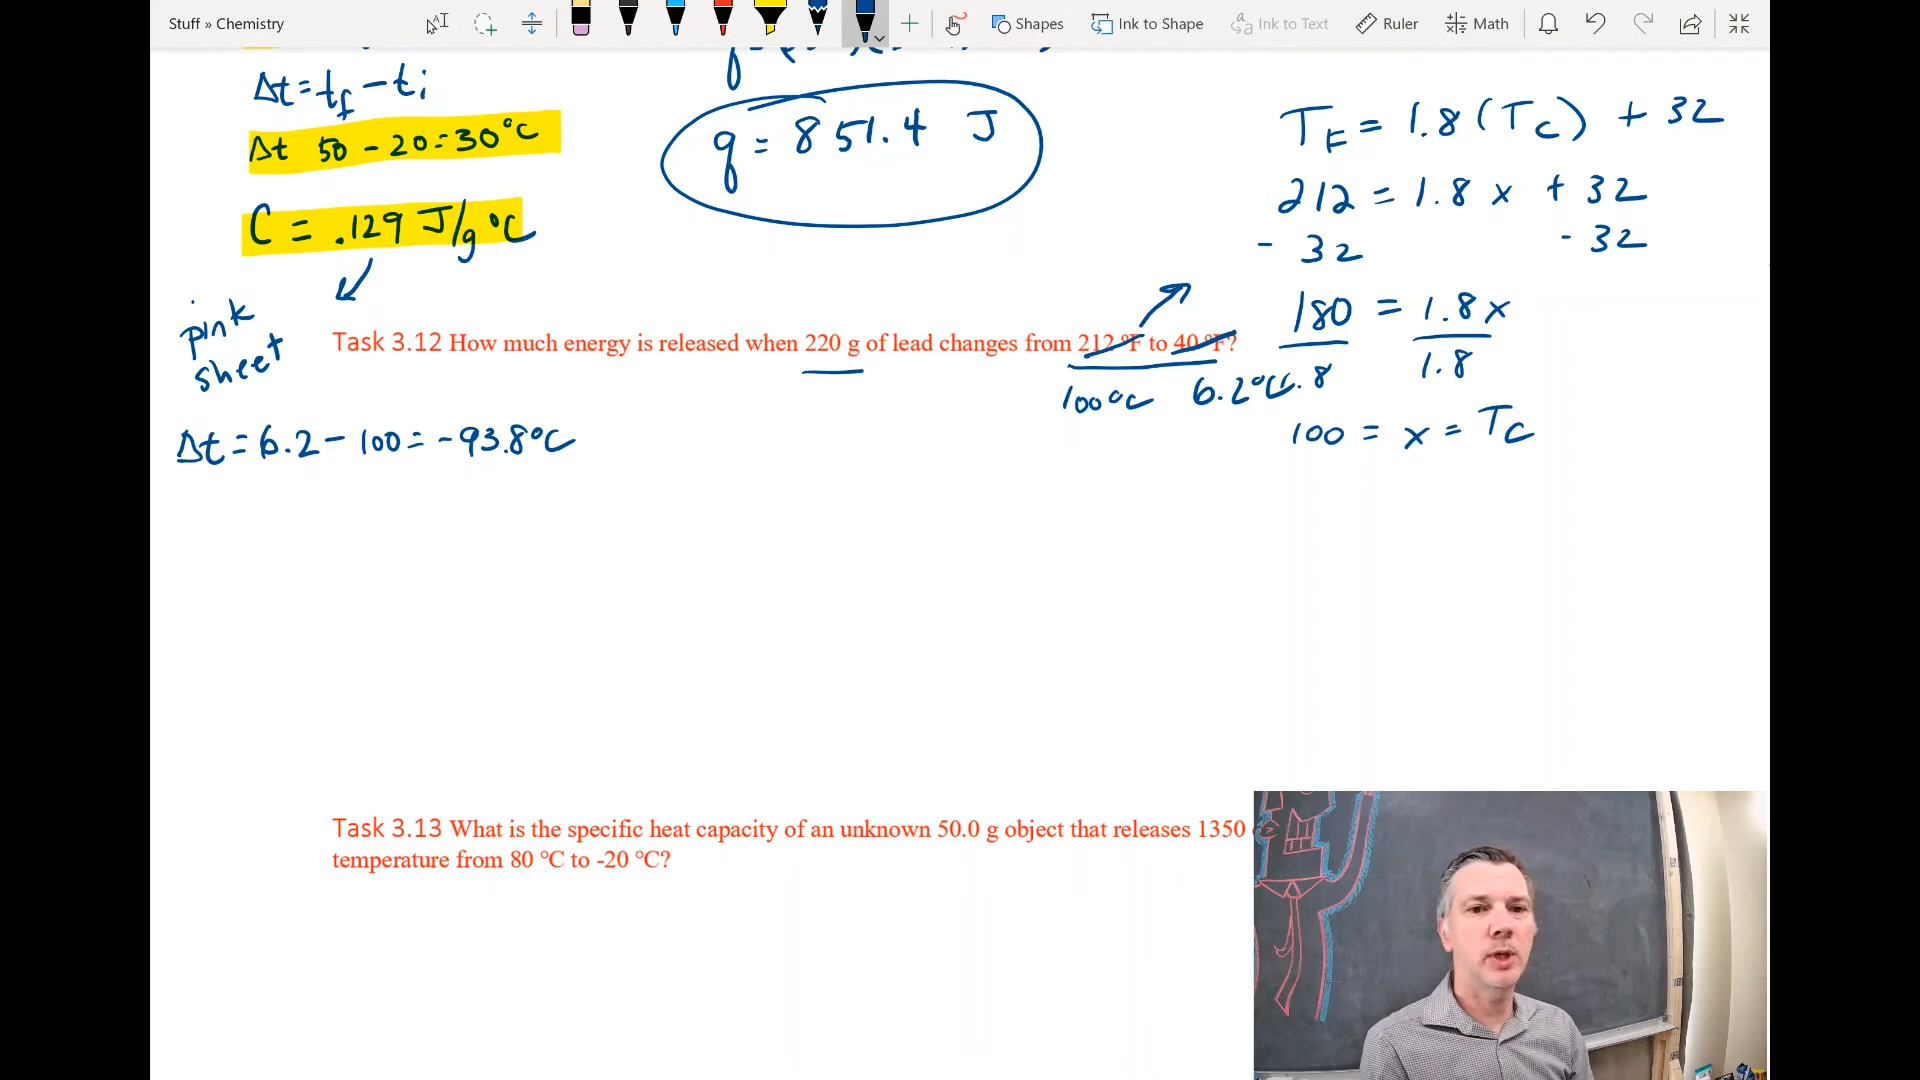 Stuff » Chemistry
Shapes
Ink to Shape
Ink to Text
Ruler
Math
Δt = tf - ti
Δt 50 - 20 = 30°C
C = .129 J/g °C
pink
sheet
q = 851.4 J
TF = 1.8 (Tc) + 32
212 = 1.8 x + 32
- 32 - 32
180 = 1.8x
1.8 1.8
100 = x = Tc
Task 3.12 How much energy is released when 220 g of lead changes from 212 °F to 40 °F?
100°C 6.2°C
Δt = 6.2 - 100 = -93.8°C
Task 3.13 What is the specific heat capacity of an unknown 50.0 g object that releases 1350
temperature from 80 °C to -20 °C?